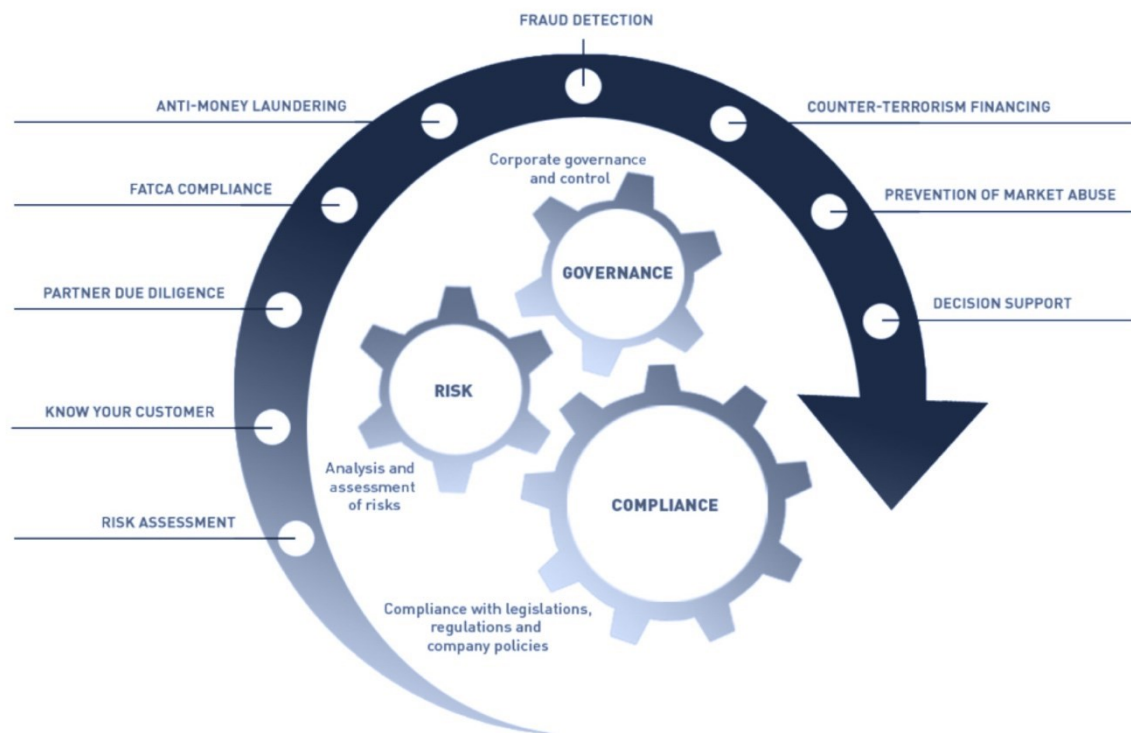 FRAUD DETECTION
ANTI-MONEY LAUNDERING
COUNTER-TERRORISM FINANCING
Corporate governance
and control
FATCA COMPLIANCE
PREVENTION OF MARKET ABUSE
GOVERNANCE
PARTNER DUE DILIGENCE
DECISION SUPPORT
RISK
KNOW YOUR CUSTOMER
Analysis and
assessment
of risks
COMPLIANCE
RISK ASSESSMENT
Compliance with legislations,
regulations and
company policies